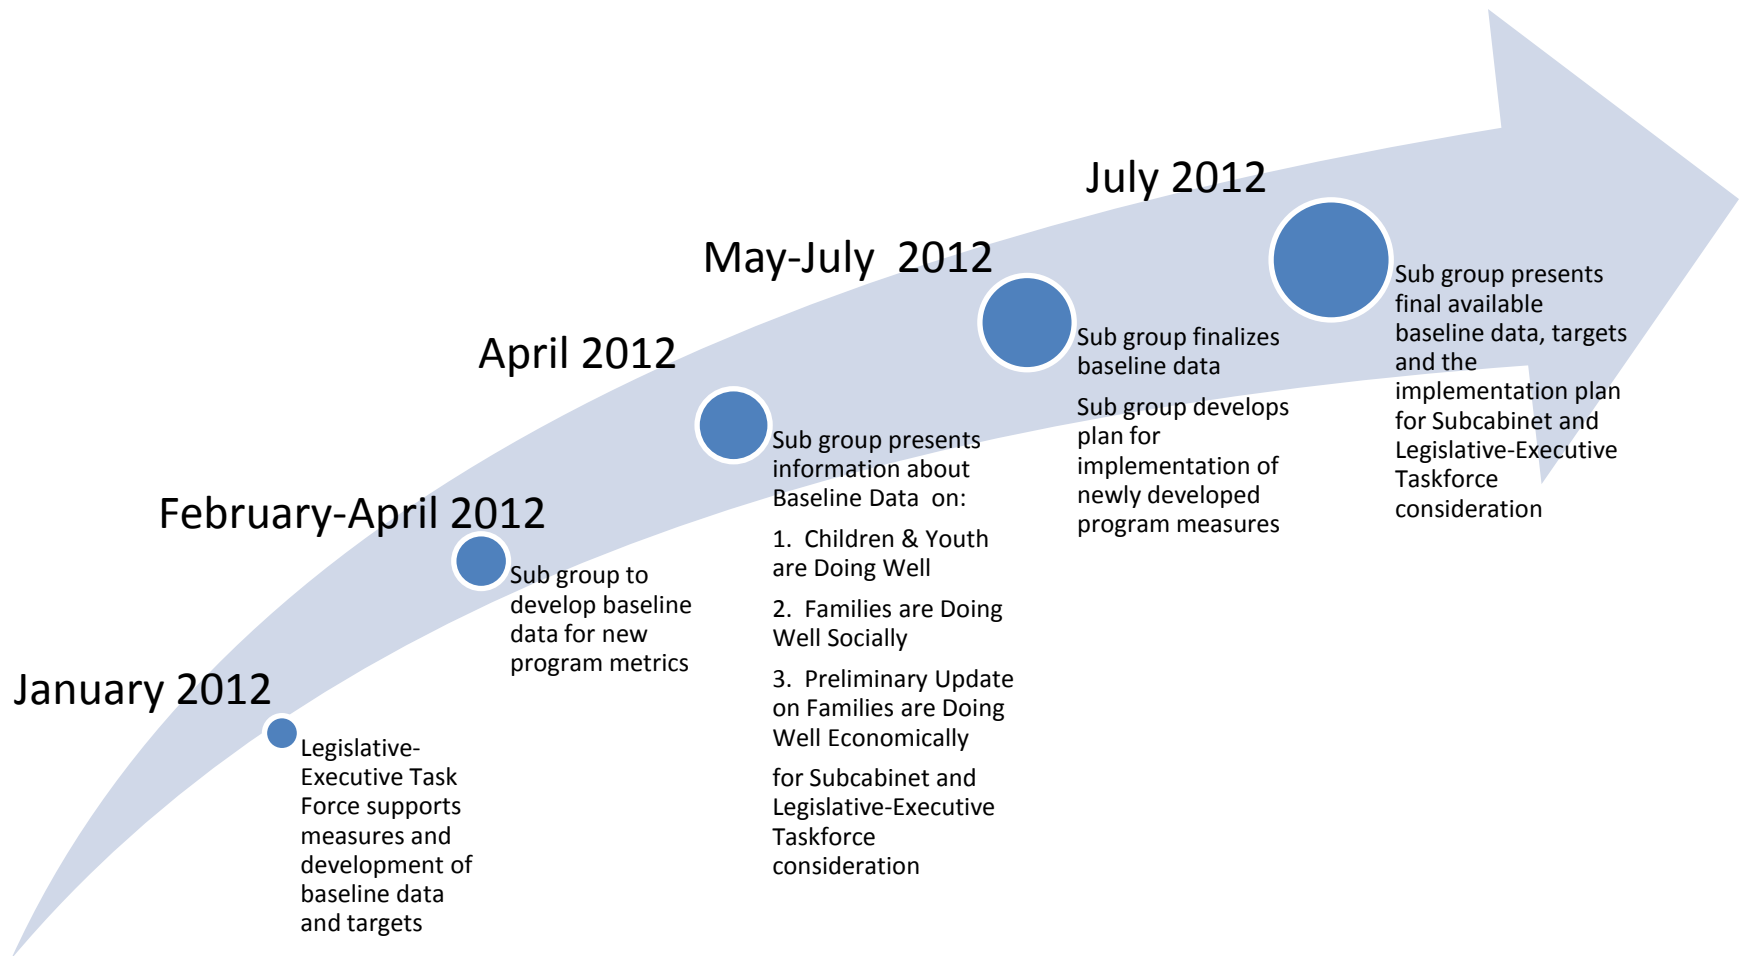 January 2012
Legislative-
Executive Task
Force supports
measures and
development of
baseline data
and targets
February-April 2012
Sub group to
develop baseline
data for new
program metrics
April 2012
Sub group presents
information about
Baseline Data  on:
1.  Children & Youth
are Doing Well
2.  Families are Doing
Well Socially
3.  Preliminary Update
on Families are Doing
Well Economically
for Subcabinet and
Legislative-Executive
Taskforce
consideration
May-July  2012
Sub group finalizes
baseline data
Sub group develops
plan for
implementation of
newly developed
program measures
July 2012
Sub group presents
final available
baseline data, targets
and the
implementation plan
for Subcabinet and
Legislative-Executive
Taskforce
consideration